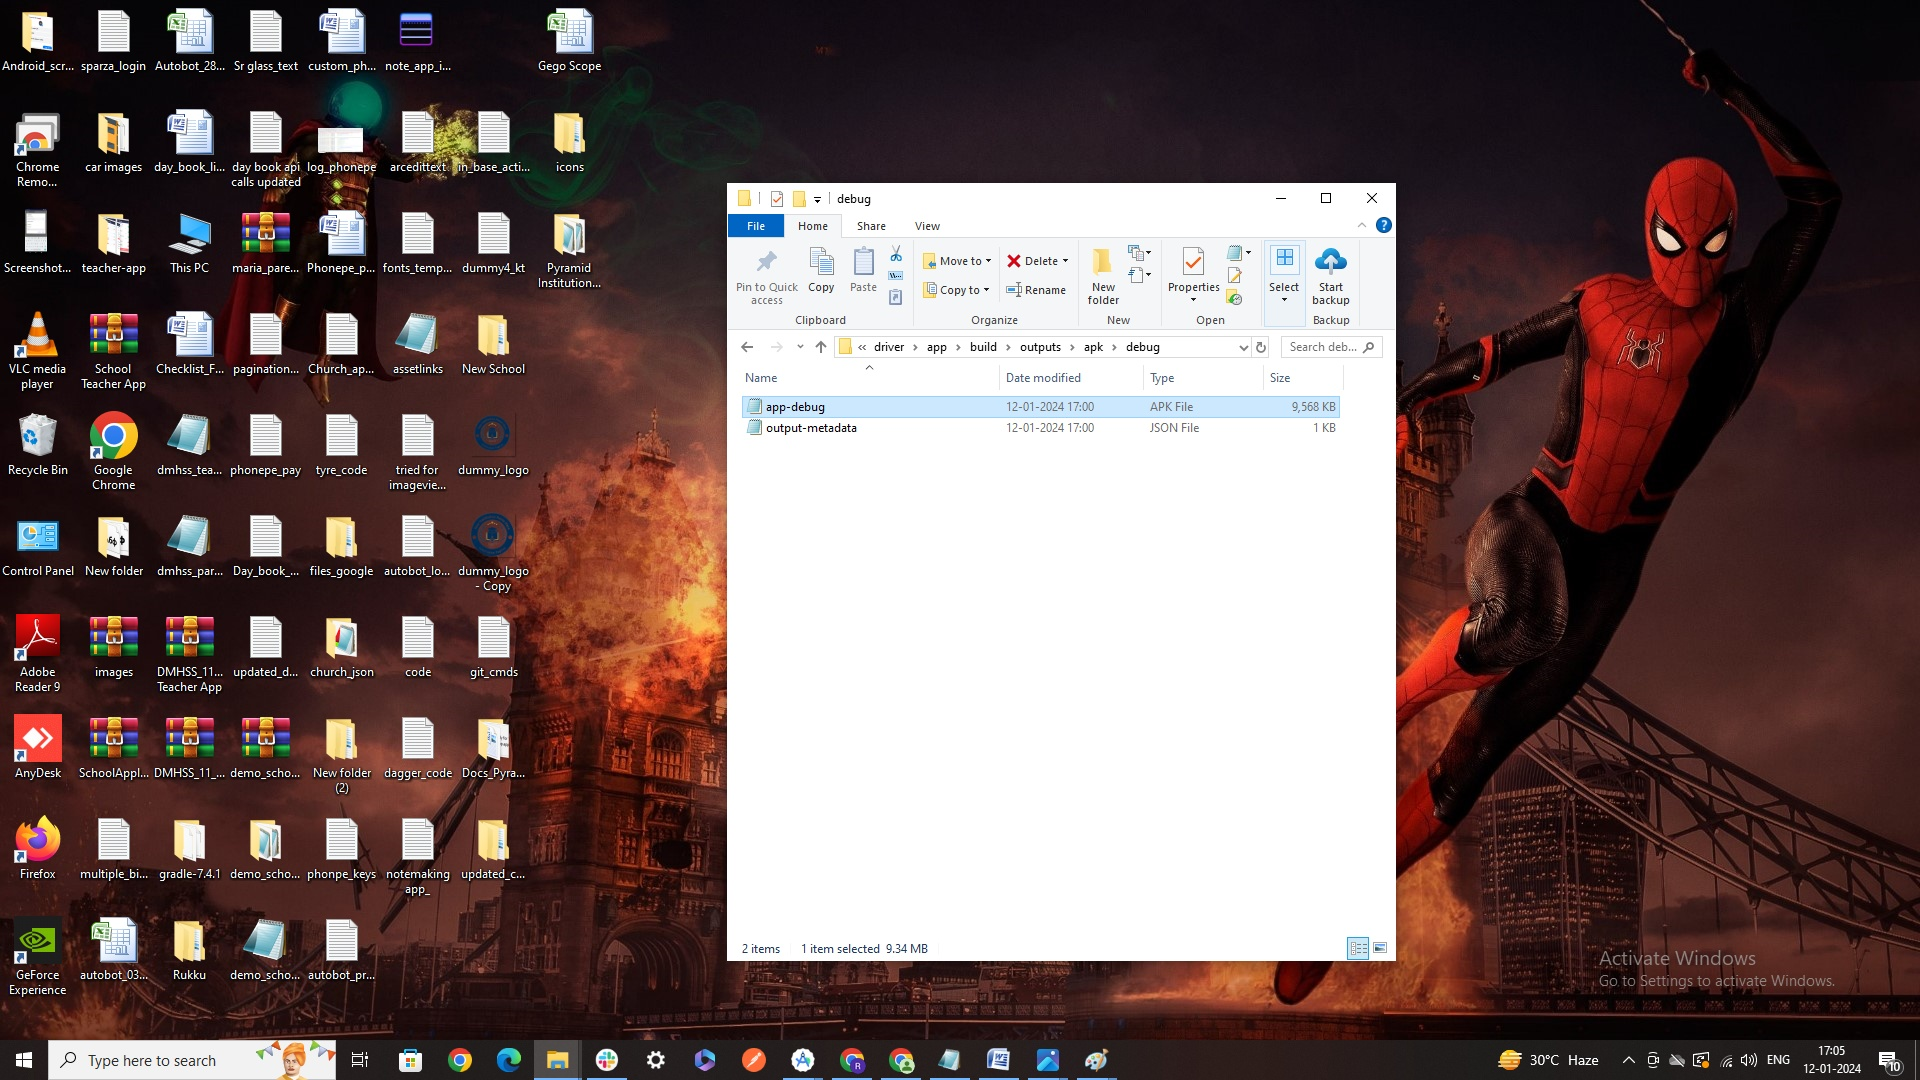 Android_scr...
sparza_login
Autobot_28...
Sr glass_text
custom_ph...
note_app_i...
Gego Scope
Chrome
Remo...
car images
day_book_li...
day book api
calls updated
log_phonepe
arcedittext
in_base_acti...
icons
Screenshot...
teacher-app
This PC
maria_pare...
Phonepe_p...
fonts_temp...
dummy4_kt
Pyramid
Institution...
VLC media
player
School
Teacher App
Checklist_F...
pagination...
Church_ap...
assetlinks
New School
Recycle Bin
Google
Chrome
dmhss_tea...
phonepe_pay
tyre_code
tried for
imagevie...
dummy_logo
Control Panel
New folder
dmhss_par...
Day_book_...
files_google
autobot_lo...
dummy_logo
- Copy
Adobe
Reader 9
images
DMHSS_11...
Teacher App
updated_d...
church_json
code
git_cmds
AnyDesk
SchoolAppl...
DMHSS_11_...
demo_scho...
New folder
(2)
dagger_code
Docs_Pyra...
Firefox
multiple_bi...
gradle-7.4.1
demo_scho...
phonpe_keys
notemaking
app_
updated_c...
GeForce
Experience
autobot_03...
Rukku
demo_scho...
autobot_pr...
debug
File Home Share View
Pin to Quick
access
Copy
Paste
Move to
Copy to
Delete
Rename
New
folder
Properties
Select
Start
backup
Clipboard Organize New Open Backup
« driver › app › build › outputs › apk › debug
Search deb...
Name Date modified Type Size
app-debug 12-01-2024 17:00 APK File 9,568 KB
output-metadata 12-01-2024 17:00 JSON File 1 KB
2 items 1 item selected 9.34 MB
Activate Windows
Go to Settings to activate Windows.
Type here to search
30°C Haze
ENG
17:05
12-01-2024
10